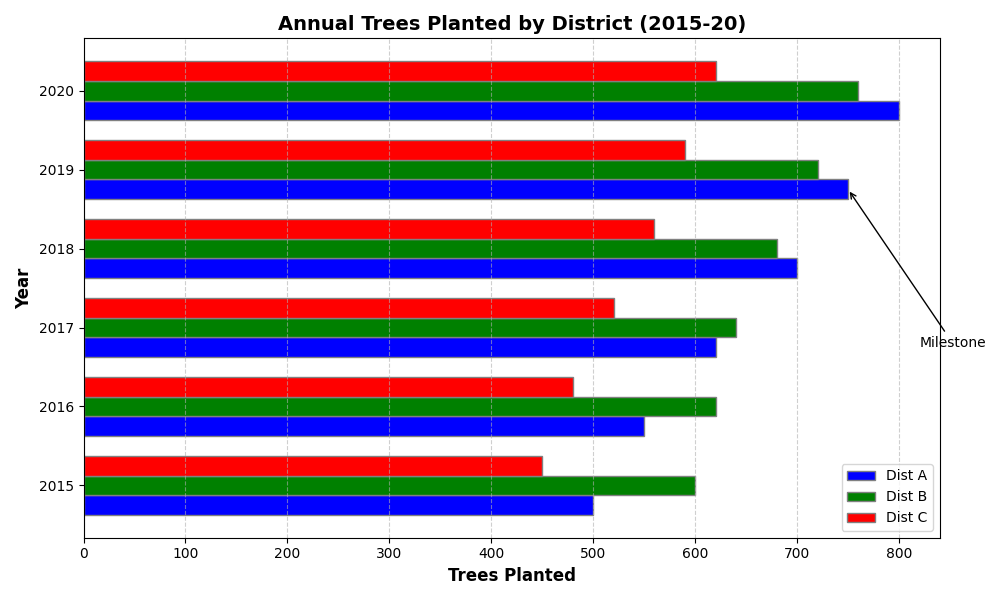 Annual Trees Planted by District (2015-20)
Year
2020
2019
2018
2017
2016
2015
Milestone
Dist A
Dist B
Dist C
0 100 200 300 400 500 600 700 800
Trees Planted